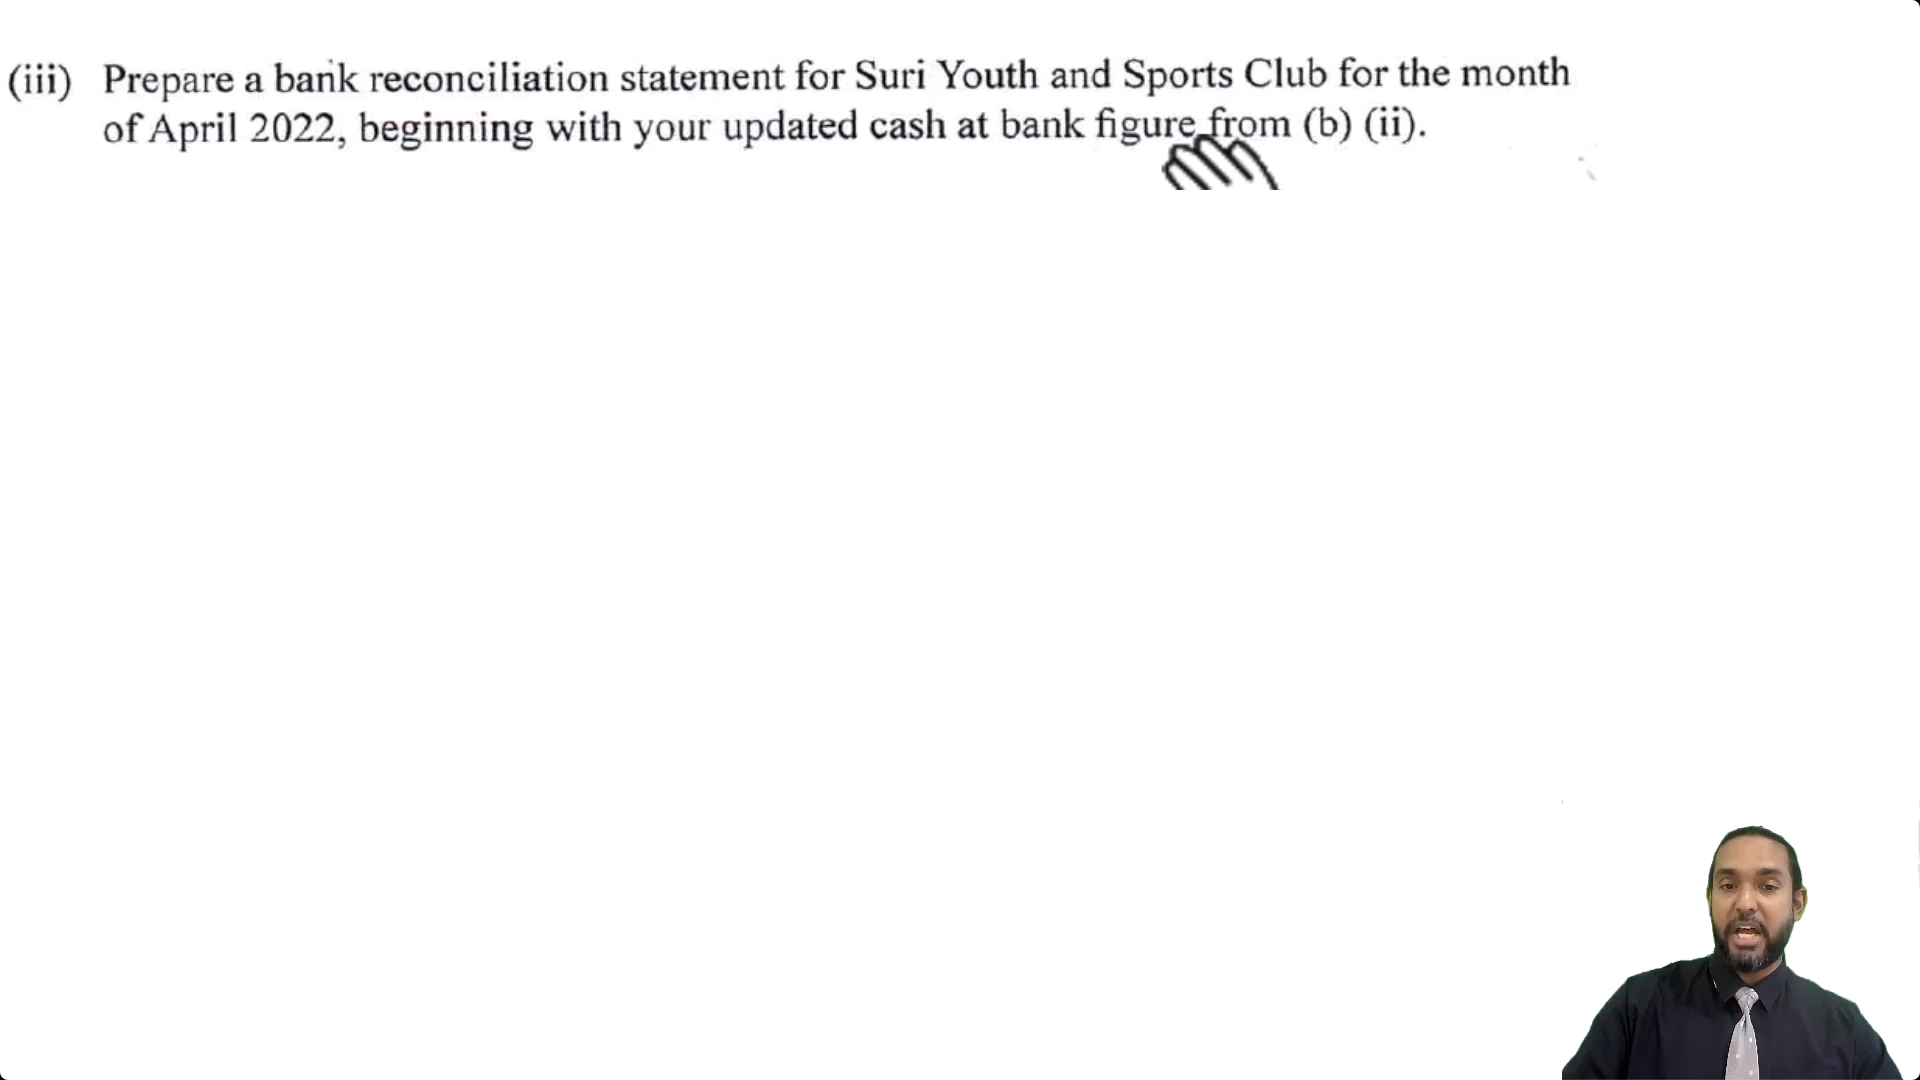 (iii) Prepare a bank reconciliation statement for Suri Youth and Sports Club for the month
of April 2022, beginning with your updated cash at bank figure from (b) (ii).